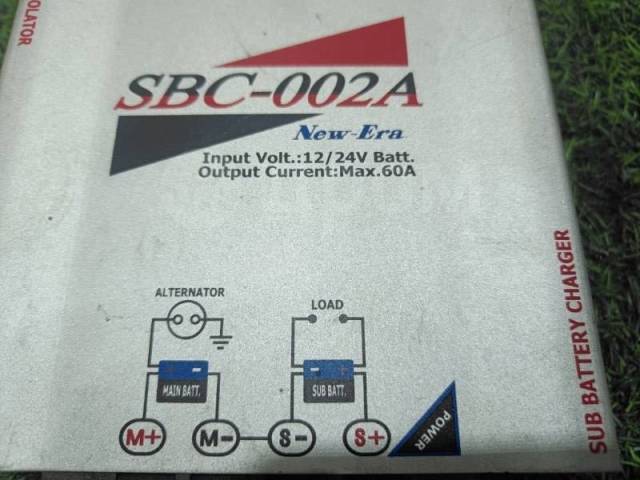 SBC-002A
New-Era
Input Volt.:12/24V Batt.
Output Current:Max.60A
ALTERNATOR
LOAD
MAIN BATT.
SUB BATT.
M+
M-
S-
S+
POWER
SUB BATTERY CHARGER